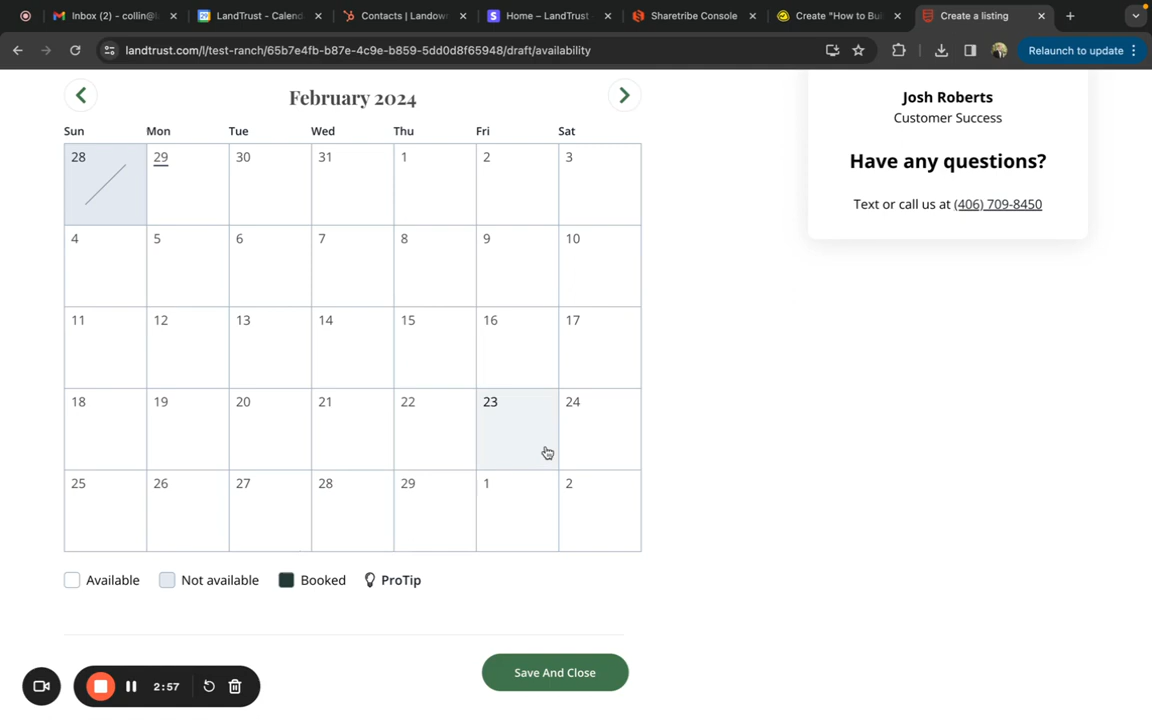 Inbox (2) - collin@l
LandTrust - Calend
Contacts | Landow
Home – LandTrust
Sharetribe Console
Create "How to Bui
Create a listing
landtrust.com/l/test-ranch/65b7e4fb-b87e-4c9e-b859-5dd0d8f65948/draft/availability
Relaunch to update
February 2024
Sun Mon Tue Wed Thu Fri Sat
28 29 30 31 1 2 3
4 5 6 7 8 9 10
11 12 13 14 15 16 17
18 19 20 21 22 23 24
25 26 27 28 29 1 2
Available Not available Booked ProTip
Save And Close
Josh Roberts
Customer Success
Have any questions?
Text or call us at (406) 709-8450
2:57